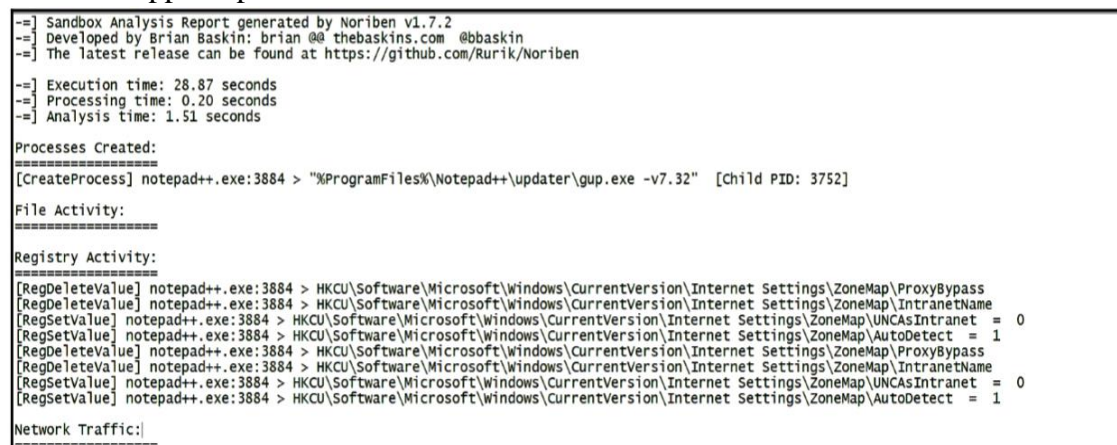 -=] Sandbox Analysis Report generated by Noriben v1.7.2
-=] Developed by Brian Baskin: brian @@ thebaskins.com @bbaskin
-=] The latest release can be found at https://github.com/Rurik/Noriben
-=] Execution time: 28.87 seconds
-=] Processing time: 0.20 seconds
-=] Analysis time: 1.51 seconds
Processes Created:
==================
[CreateProcess] notepad++.exe:3884 > "%ProgramFiles%\Notepad++\updater\gup.exe -v7.32" [Child PID: 3752]
File Activity:
==================
Registry Activity:
==================
[RegDeleteValue] notepad++.exe:3884 > HKCU\Software\Microsoft\Windows\CurrentVersion\Internet Settings\ZoneMap\ProxyBypass
[RegDeleteValue] notepad++.exe:3884 > HKCU\Software\Microsoft\Windows\CurrentVersion\Internet Settings\ZoneMap\IntranetName
[RegSetValue] notepad++.exe:3884 > HKCU\Software\Microsoft\Windows\CurrentVersion\Internet Settings\ZoneMap\UNCAsIntranet = 0
[RegSetValue] notepad++.exe:3884 > HKCU\Software\Microsoft\Windows\CurrentVersion\Internet Settings\ZoneMap\AutoDetect = 1
[RegDeleteValue] notepad++.exe:3884 > HKCU\Software\Microsoft\Windows\CurrentVersion\Internet Settings\ZoneMap\ProxyBypass
[RegDeleteValue] notepad++.exe:3884 > HKCU\Software\Microsoft\Windows\CurrentVersion\Internet Settings\ZoneMap\IntranetName
[RegSetValue] notepad++.exe:3884 > HKCU\Software\Microsoft\Windows\CurrentVersion\Internet Settings\ZoneMap\UNCAsIntranet = 0
[RegSetValue] notepad++.exe:3884 > HKCU\Software\Microsoft\Windows\CurrentVersion\Internet Settings\ZoneMap\AutoDetect = 1
Network Traffic:
==================